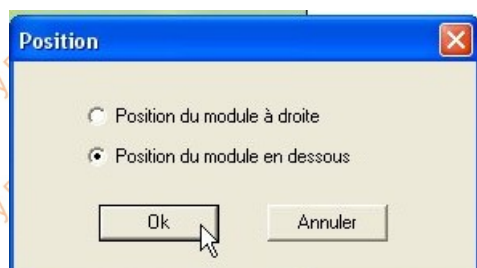 Position
Position du module à droite
Position du module en dessous
Ok
Annuler